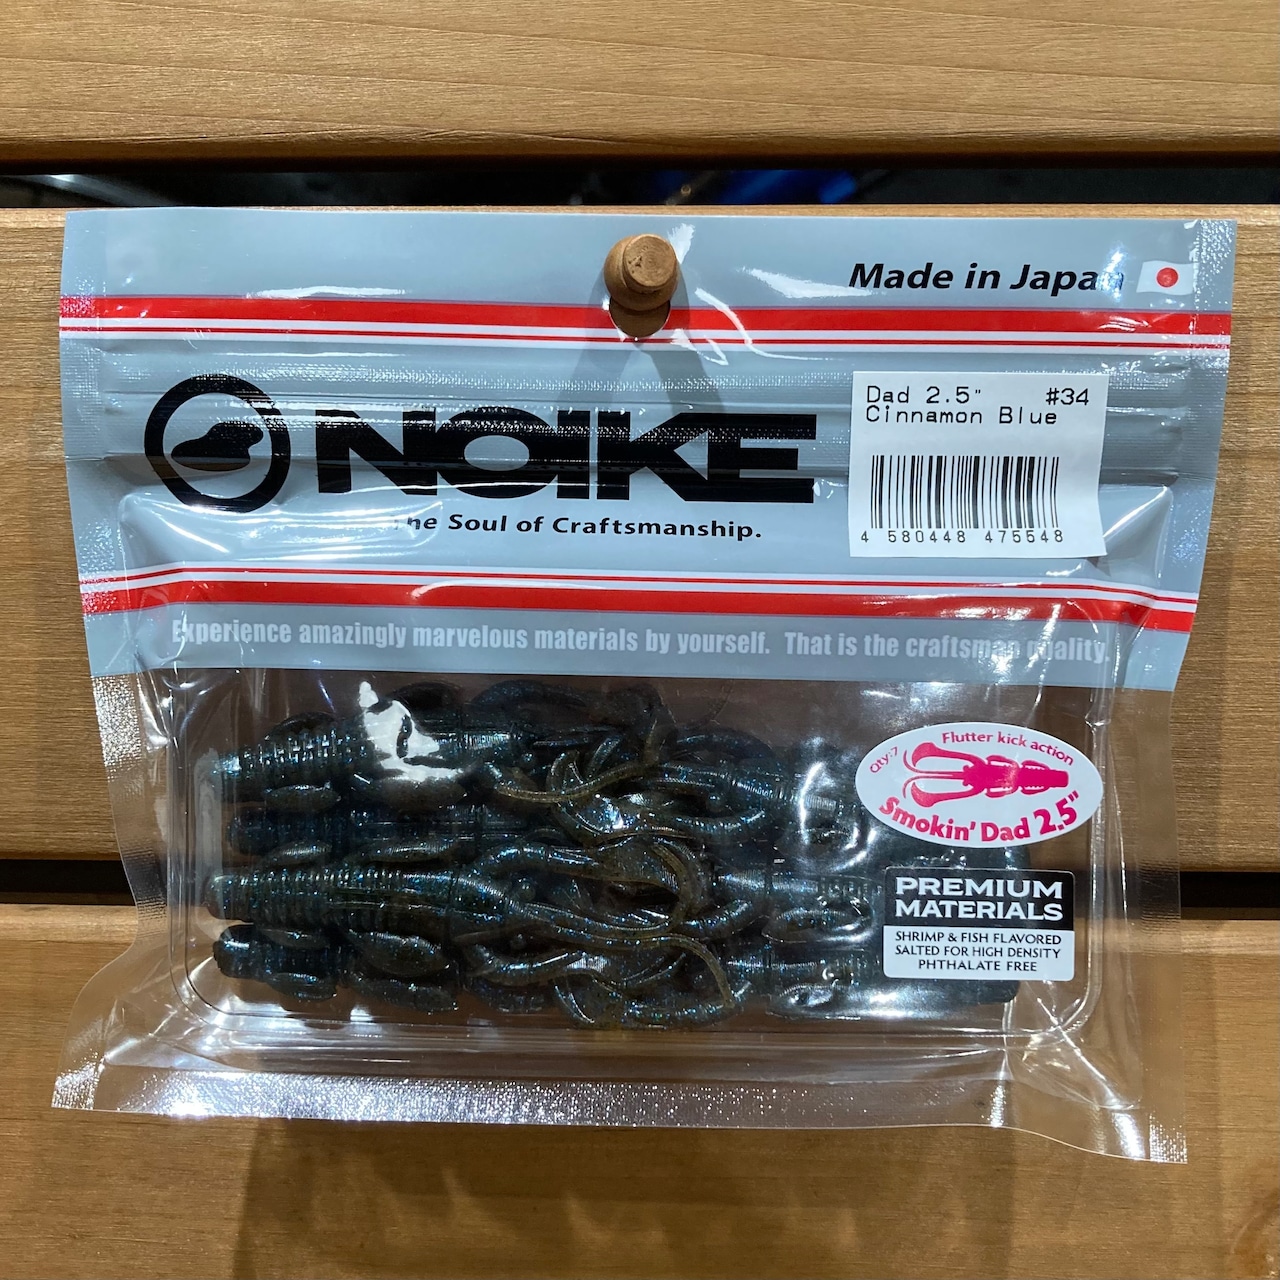 Made in Japan
NOIKE
The Soul of Craftsmanship.
Dad 2.5" #34
Cinnamon Blue
4 580448 475548
Experience amazingly marvelous materials by yourself. That is the craftsman quality.
Qty:7 Flutter kick action
Smokin' Dad 2.5"
PREMIUM
MATERIALS
SHRIMP & FISH FLAVORED
SALTED FOR HIGH DENSITY
PHTHALATE FREE